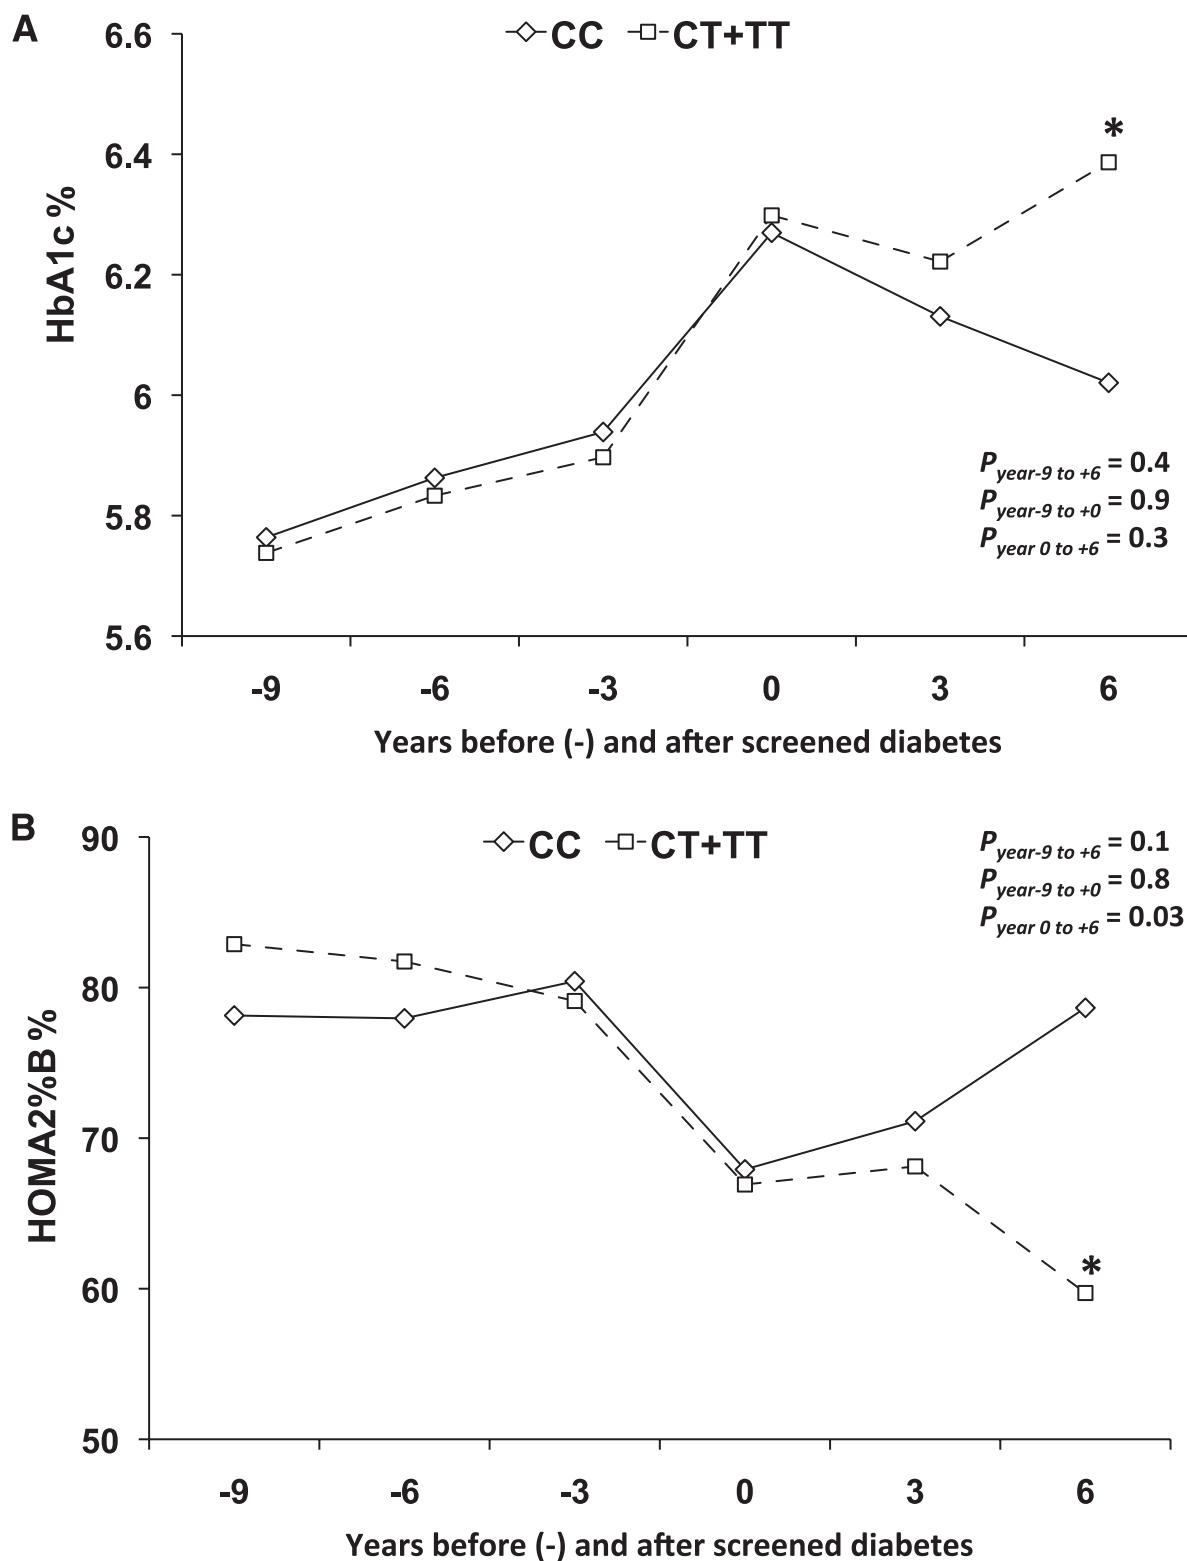 A
CC CT+TT
6.6
6.4
6.2
6
5.8
5.6
HbA1c %
*
P year-9 to +6 = 0.4
P year-9 to +0 = 0.9
P year 0 to +6 = 0.3
-9 -6 -3 0 3 6
Years before (-) and after screened diabetes
B
CC CT+TT
P year-9 to +6 = 0.1
P year-9 to +0 = 0.8
P year 0 to +6 = 0.03
90
80
70
60
50
HOMA2%B %
*
-9 -6 -3 0 3 6
Years before (-) and after screened diabetes